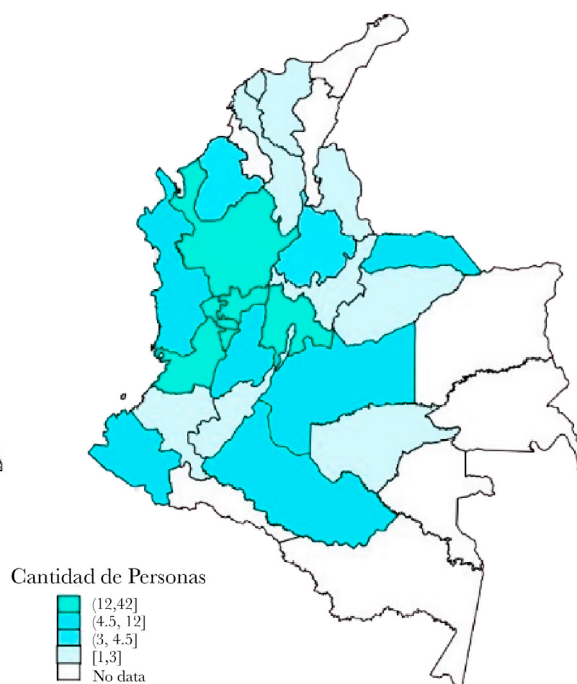 Cantidad de Personas
(12,42]
(4.5, 12]
(3, 4.5]
[1,3]
No data